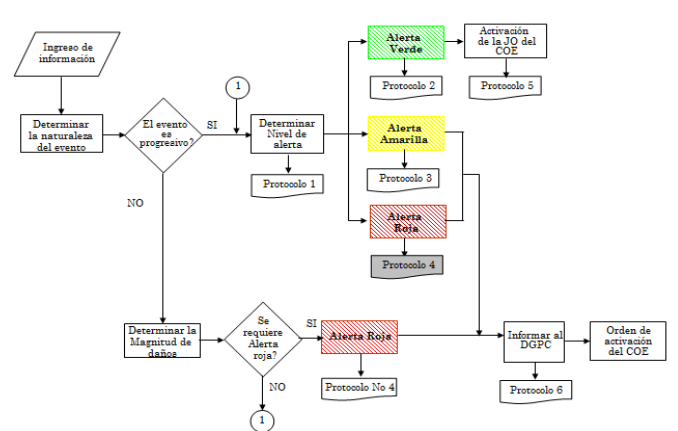 Ingreso de
información
Determinar
la naturaleza
del evento
El evento
es
progresivo?
SI
NO
1
Determinar
Nivel de
alerta
Protocolo 1
Alerta
Verde
Protocolo 2
Activación
de la JO del
COE
Protocolo 5
Alerta
Amarilla
Protocolo 3
Alerta
Roja
Protocolo 4
Determinar la
Magnitud de
daños
Se
requiere
Alerta
roja?
SI
NO
1
Alerta Roja
Protocolo No 4
Informar al
DGPC
Protocolo 6
Orden de
activación
del COE